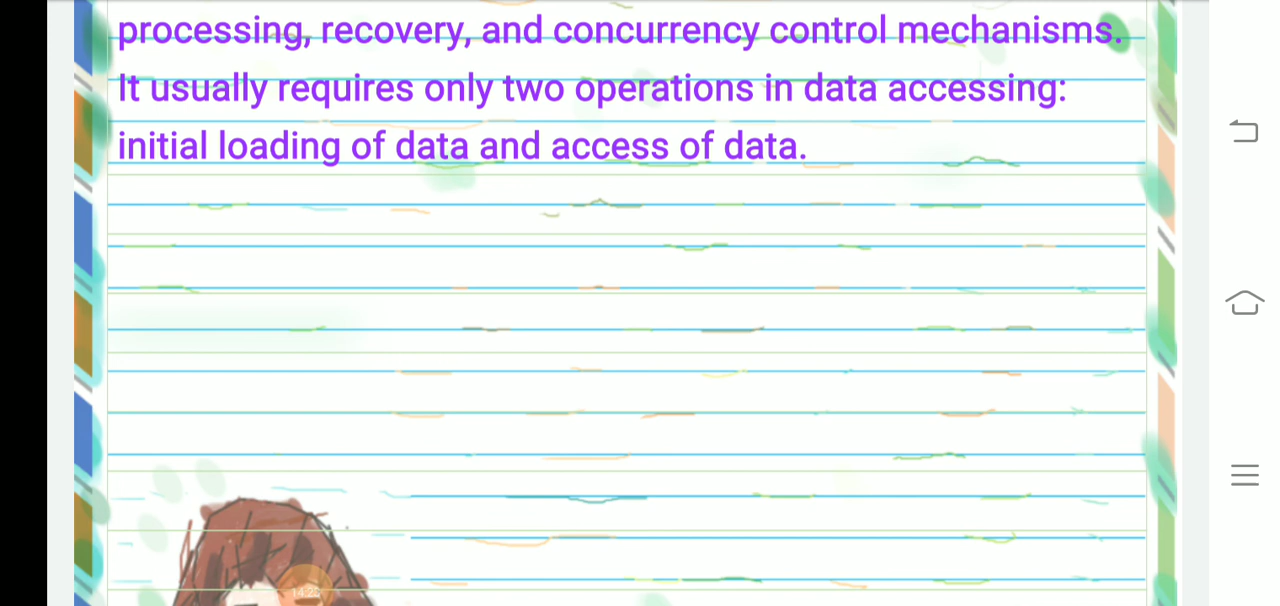 processing, recovery, and concurrency control mechanisms.
It usually requires only two operations in data accessing:
initial loading of data and access of data.